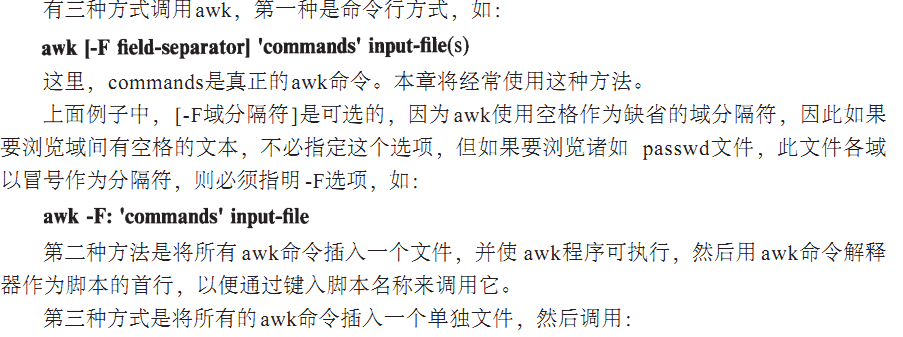 有三种方式调用awk，第一种是命令行方式，如：
awk [-F field-separator] 'commands' input-file(s)
这里，commands是真正的awk命令。本章将经常使用这种方法。
上面例子中，[-F域分隔符]是可选的，因为awk使用空格作为缺省的域分隔符，因此如果
要浏览域间有空格的文本，不必指定这个选项，但如果要浏览诸如 passwd文件，此文件各域
以冒号作为分隔符，则必须指明 -F选项，如：
awk -F: 'commands' input-file
第二种方法是将所有 awk命令插入一个文件，并使 awk程序可执行，然后用 awk命令解释
器作为脚本的首行，以便通过键入脚本名称来调用它。
第三种方式是将所有的awk命令插入一个单独文件，然后调用：